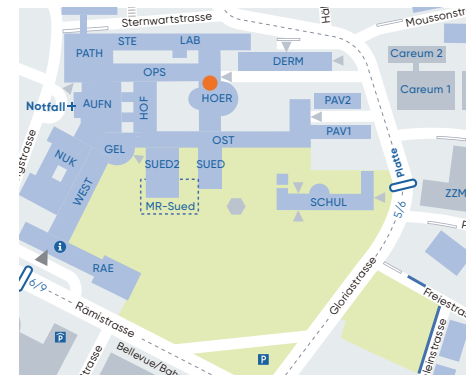 Sternwartstrasse
Moussonstr
STE
LAB
PATH
DERM
Careum 2
OPS
Careum 1
HOER
PAV2
Notfall
AUFN
HOF
PAV1
OST
GEL
NUK
SUED2
SUED
Platte
WEST
ZZM
SCHUL
MR-Sued
5/6
i
RAE
Gloriastrasse
6/9
Freiestrasse
Rämistrasse
P
P
Bellevue/Bah
strasse
leinstrasse